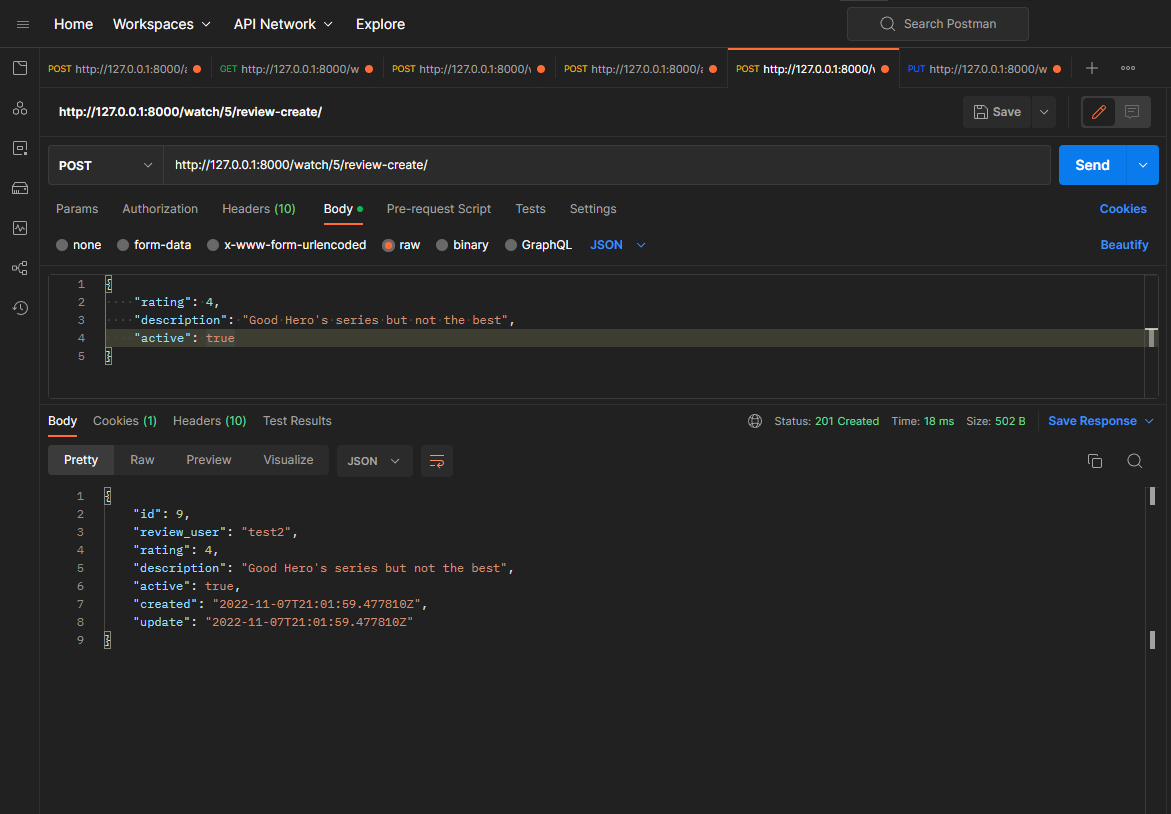 Home Workspaces API Network Explore Search Postman
POST http://127.0.0.1:8000/ GET http://127.0.0.1:8000/w POST http://127.0.0.1:8000/ POST http://127.0.0.1:8000/ POST http://127.0.0.1:8000/ PUT http://127.0.0.1:8000/w
http://127.0.0.1:8000/watch/5/review-create/ Save
POST http://127.0.0.1:8000/watch/5/review-create/ Send
Params Authorization Headers (10) Body Pre-request Script Tests Settings Cookies
none form-data x-www-form-urlencoded raw binary GraphQL JSON Beautify
1 {
2 "rating": 4,
3 "description": "Good Hero's series but not the best",
4 "active": true
5 }
Body Cookies (1) Headers (10) Test Results Status: 201 Created Time: 18 ms Size: 502 B Save Response
Pretty Raw Preview Visualize JSON
1 {
2 "id": 9,
3 "review_user": "test2",
4 "rating": 4,
5 "description": "Good Hero's series but not the best",
6 "active": true,
7 "created": "2022-11-07T21:01:59.477810Z",
8 "update": "2022-11-07T21:01:59.477810Z"
9 }